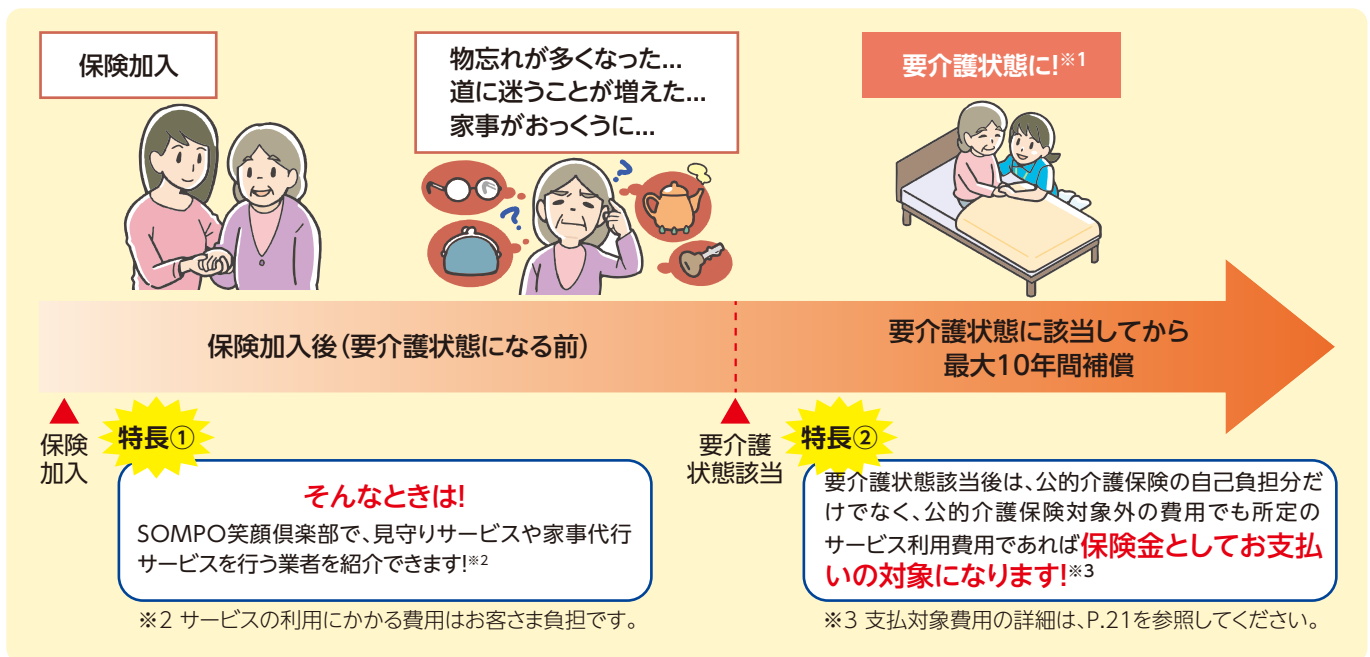 保険加入
物忘れが多くなった...
道に迷うことが増えた...
家事がおっくうに...
要介護状態に!※1
保険加入後(要介護状態になる前)
要介護状態に該当してから
最大10年間補償
保険
加入
特長①
そんなときは!
SOMPO笑顔倶楽部で、見守りサービスや家事代行
サービスを行う業者を紹介できます!※2
※2 サービスの利用にかかる費用はお客さま負担です。
要介護
状態該当
特長②
要介護状態該当後は、公的介護保険の自己負担分だ
けでなく、公的介護保険対象外の費用でも所定の
サービス利用費用であれば保険金としてお支払
いの対象になります!※3
※3 支払対象費用の詳細は、P.21を参照してください。